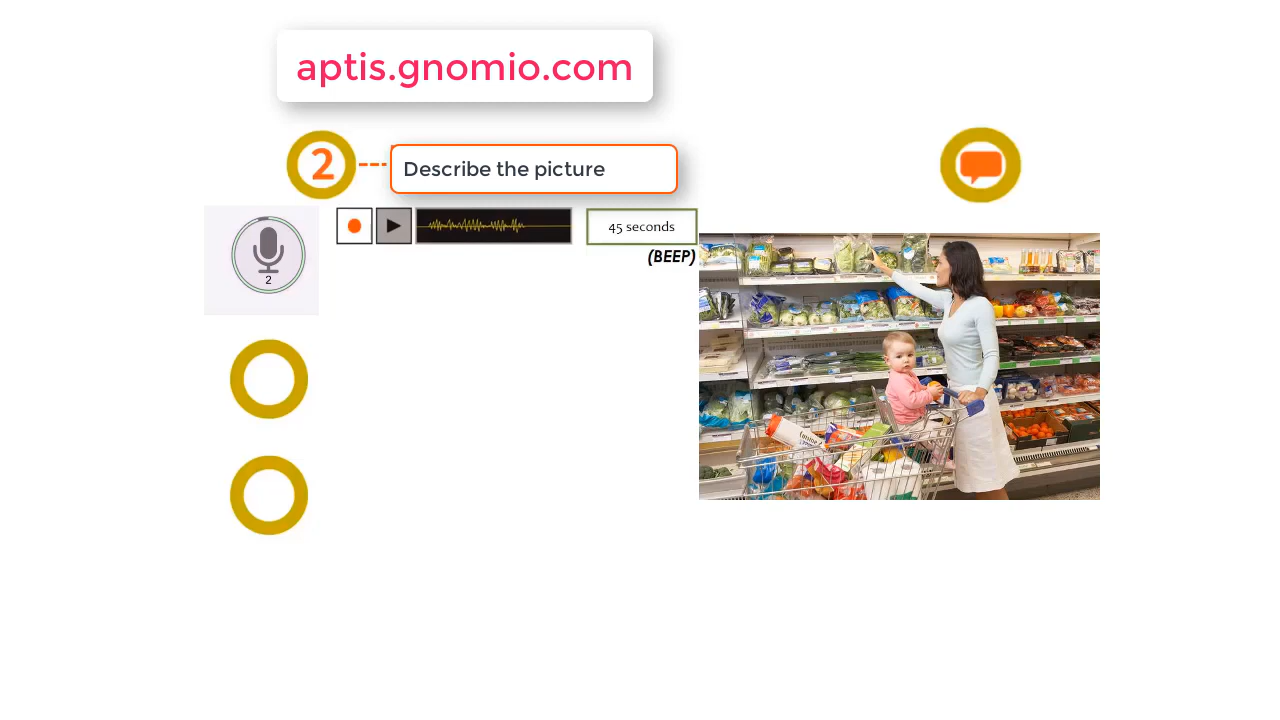 aptis.gnomio.com
2
Describe the picture
45 seconds
(BEEP)
2